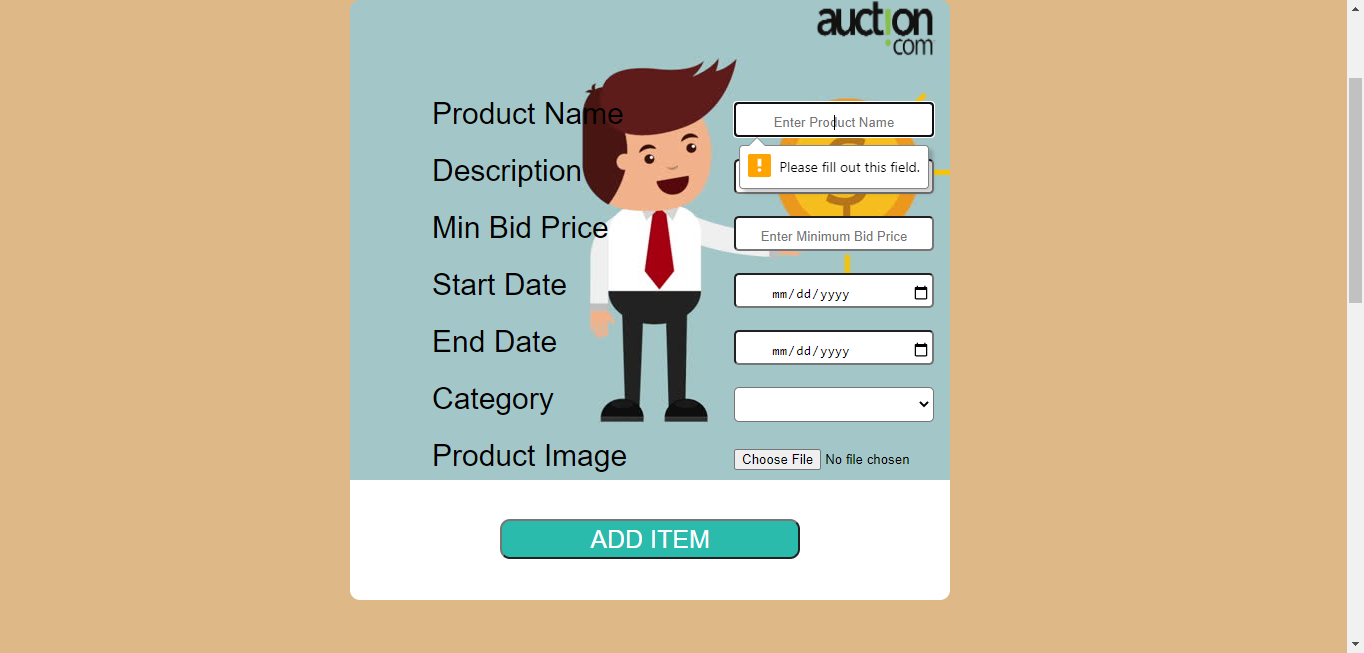 auction
.com
Product Name
Enter Product Name
Description
! Please fill out this field.
Min Bid Price
Enter Minimum Bid Price
Start Date
mm/dd/yyyy
End Date
mm/dd/yyyy
Category
Product Image
Choose File No file chosen
ADD ITEM